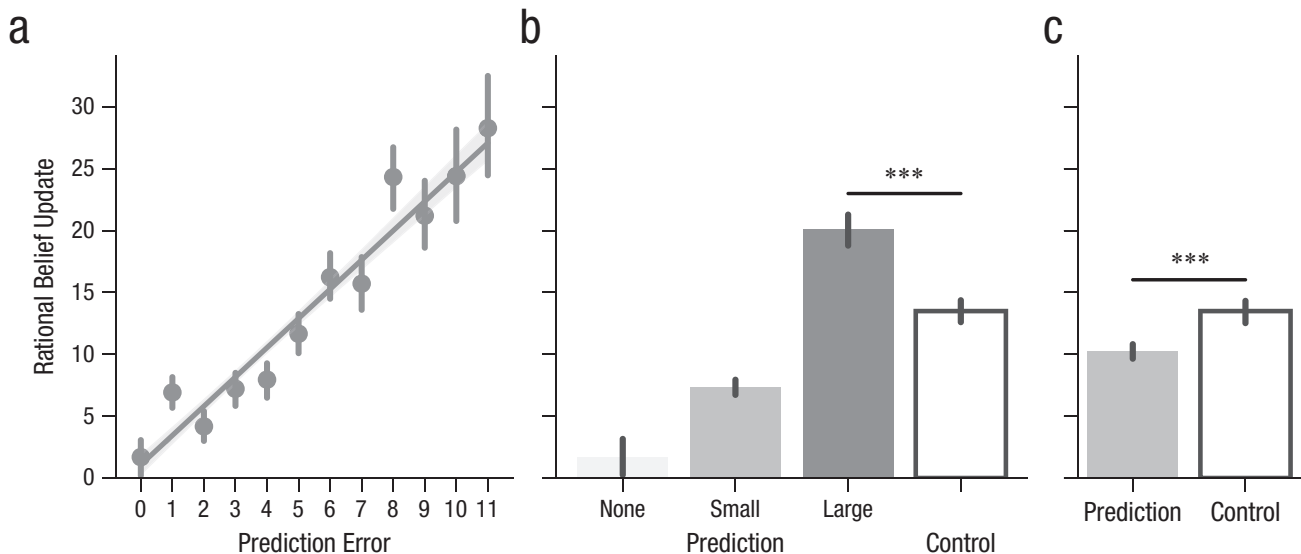 a
Rational Belief Update
30
25
20
15
10
5
0
0 1 2 3 4 5 6 7 8 9 10 11
Prediction Error
b
***
None Small Large
Prediction Control
c
***
Prediction Control